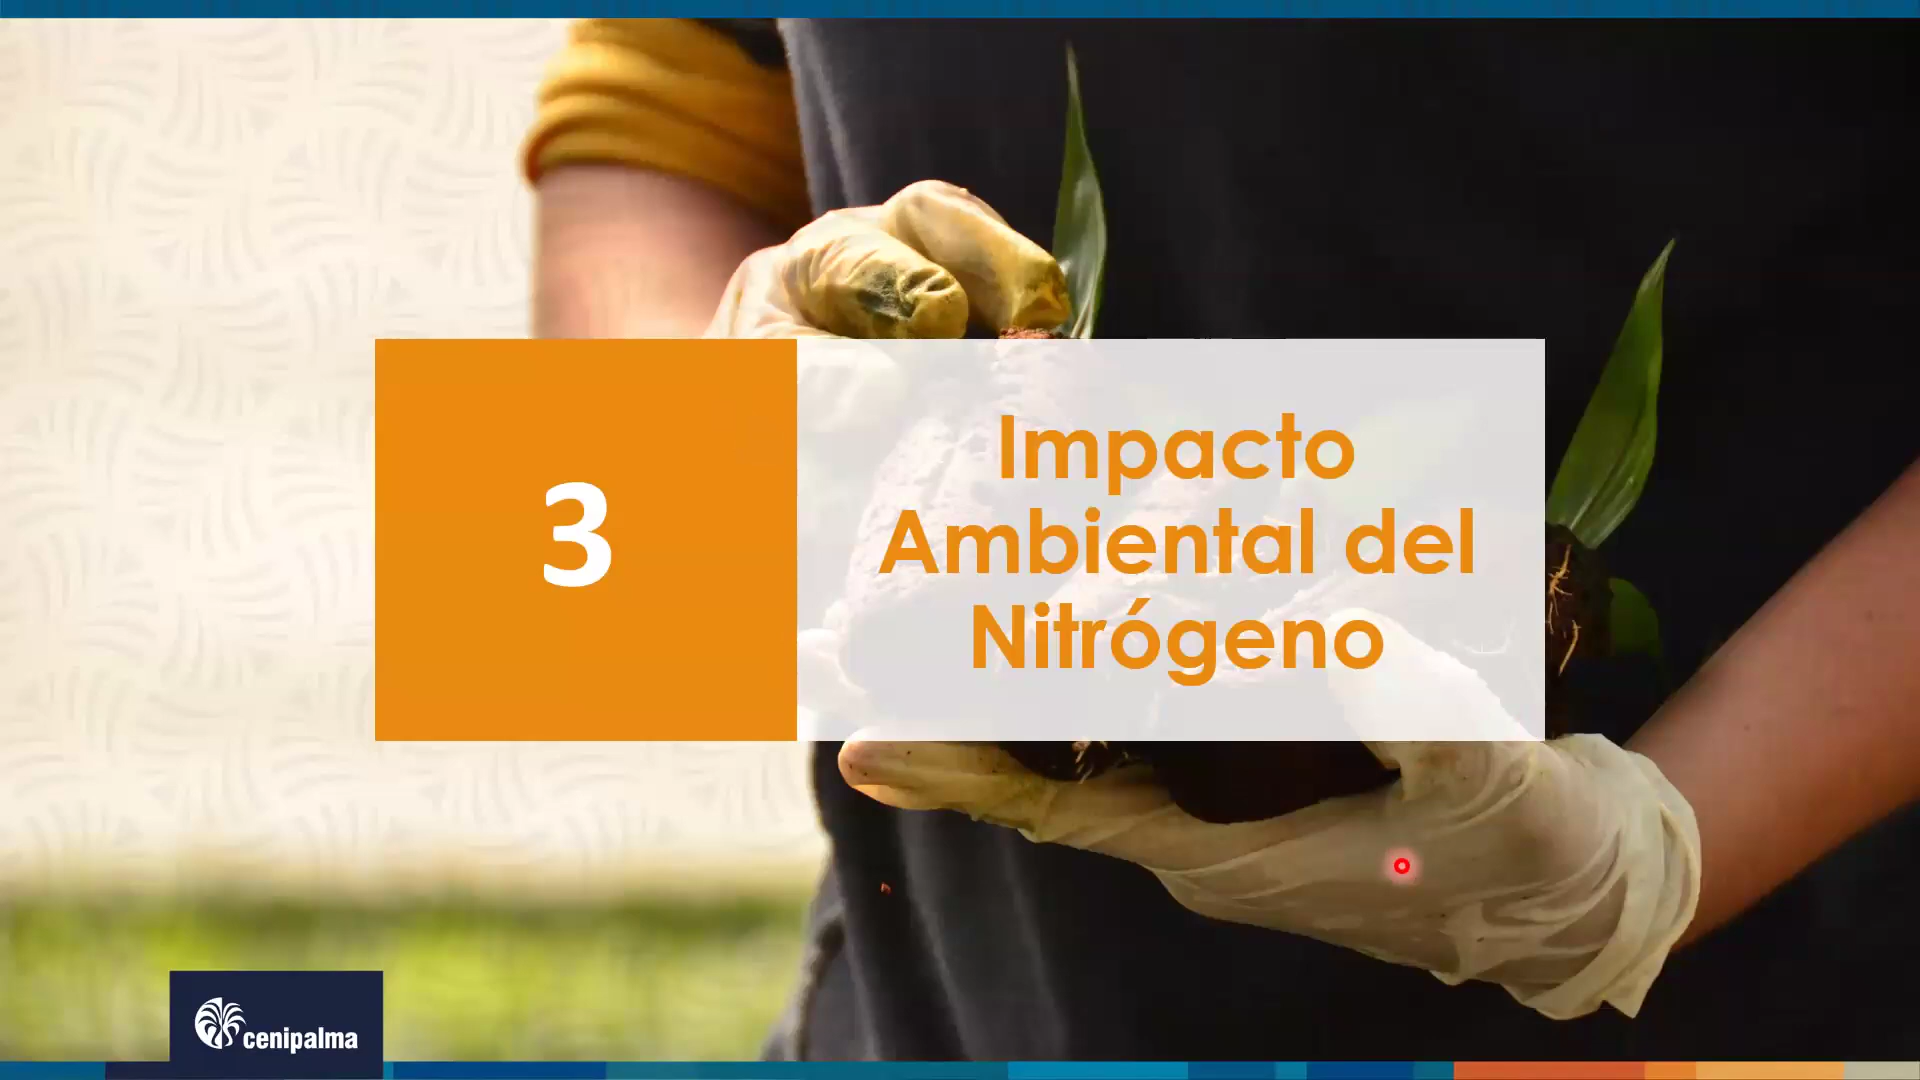 3
Impacto
Ambiental del
Nitrógeno
cenipalma